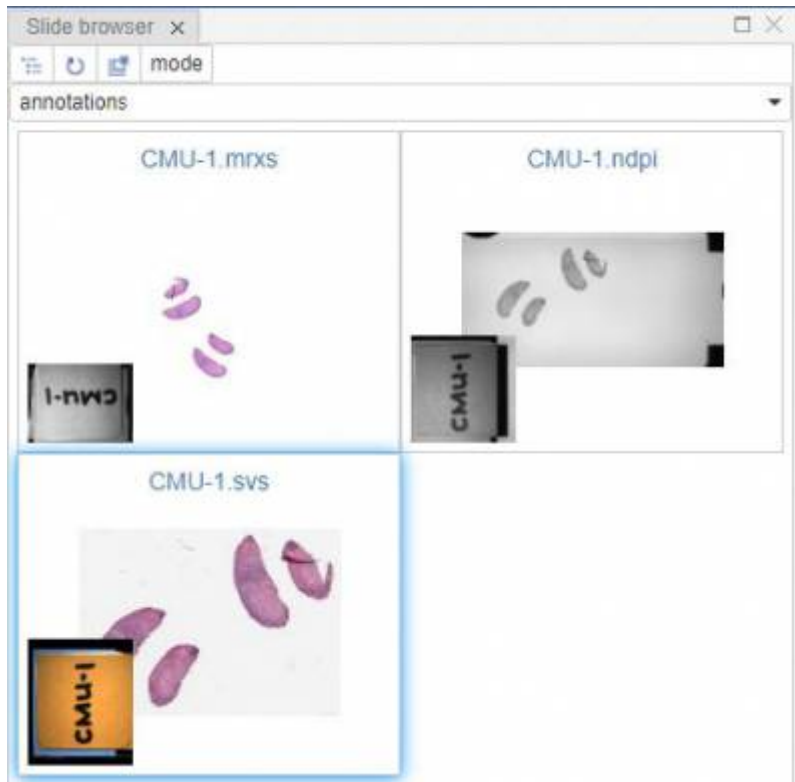 Slide browser
mode
annotations
CMU-1.mrxs
CMU-1.ndpi
CMU-1
CMU-1
CMU-1.svs
CMU-1